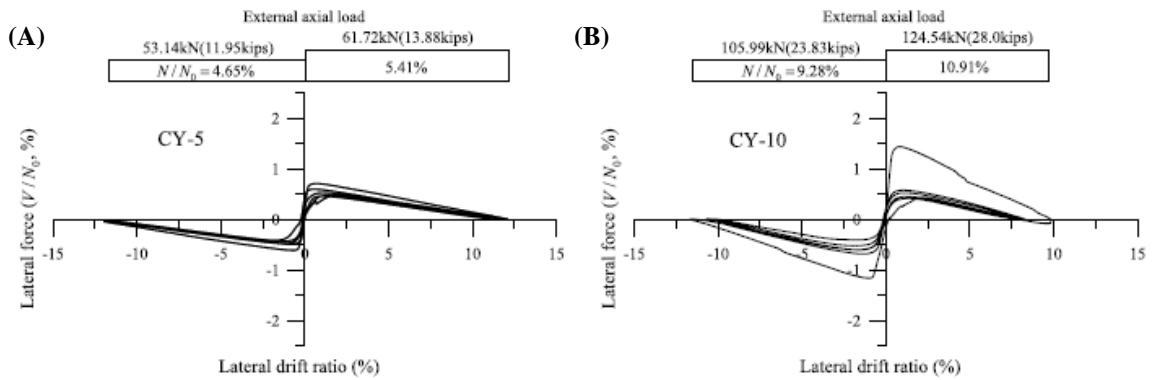 (A)
External axial load
53.14kN(11.95kips)
61.72kN(13.88kips)
N/N₀ = 4.65%
5.41%
CY-5
Lateral force (V/N₀, %)
2
1
0
-1
-2
-15
-10
-5
0
5
10
15
Lateral drift ratio (%)
(B)
External axial load
105.99kN(23.83kips)
124.54kN(28.0kips)
N/N₀ = 9.28%
10.91%
CY-10
Lateral force (V/N₀, %)
2
1
0
-1
-2
-15
-10
-5
0
5
10
15
Lateral drift ratio (%)